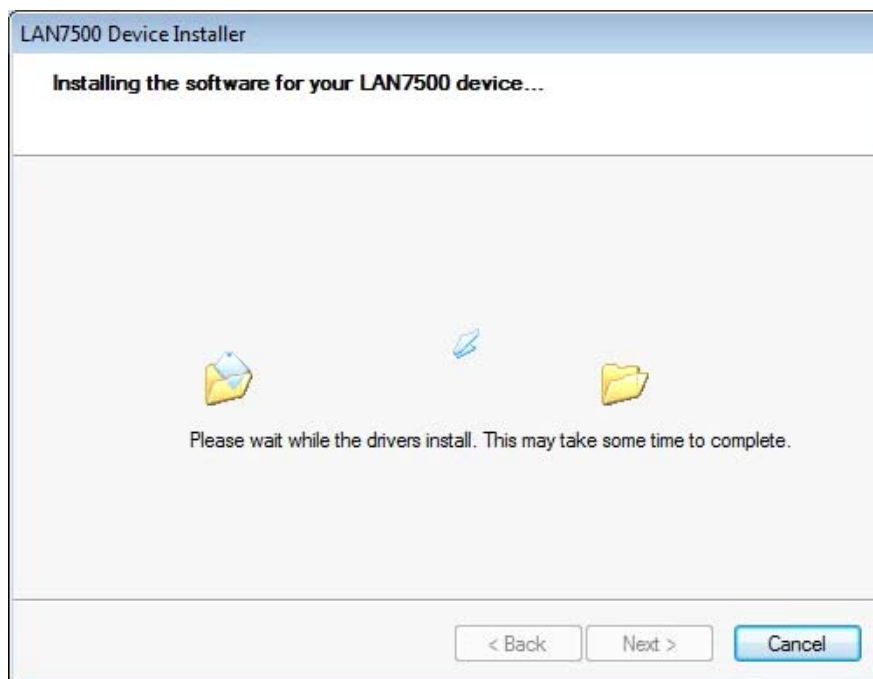 LAN7500 Device Installer
Installing the software for your LAN7500 device...
Please wait while the drivers install. This may take some time to complete.
< Back
Next >
Cancel